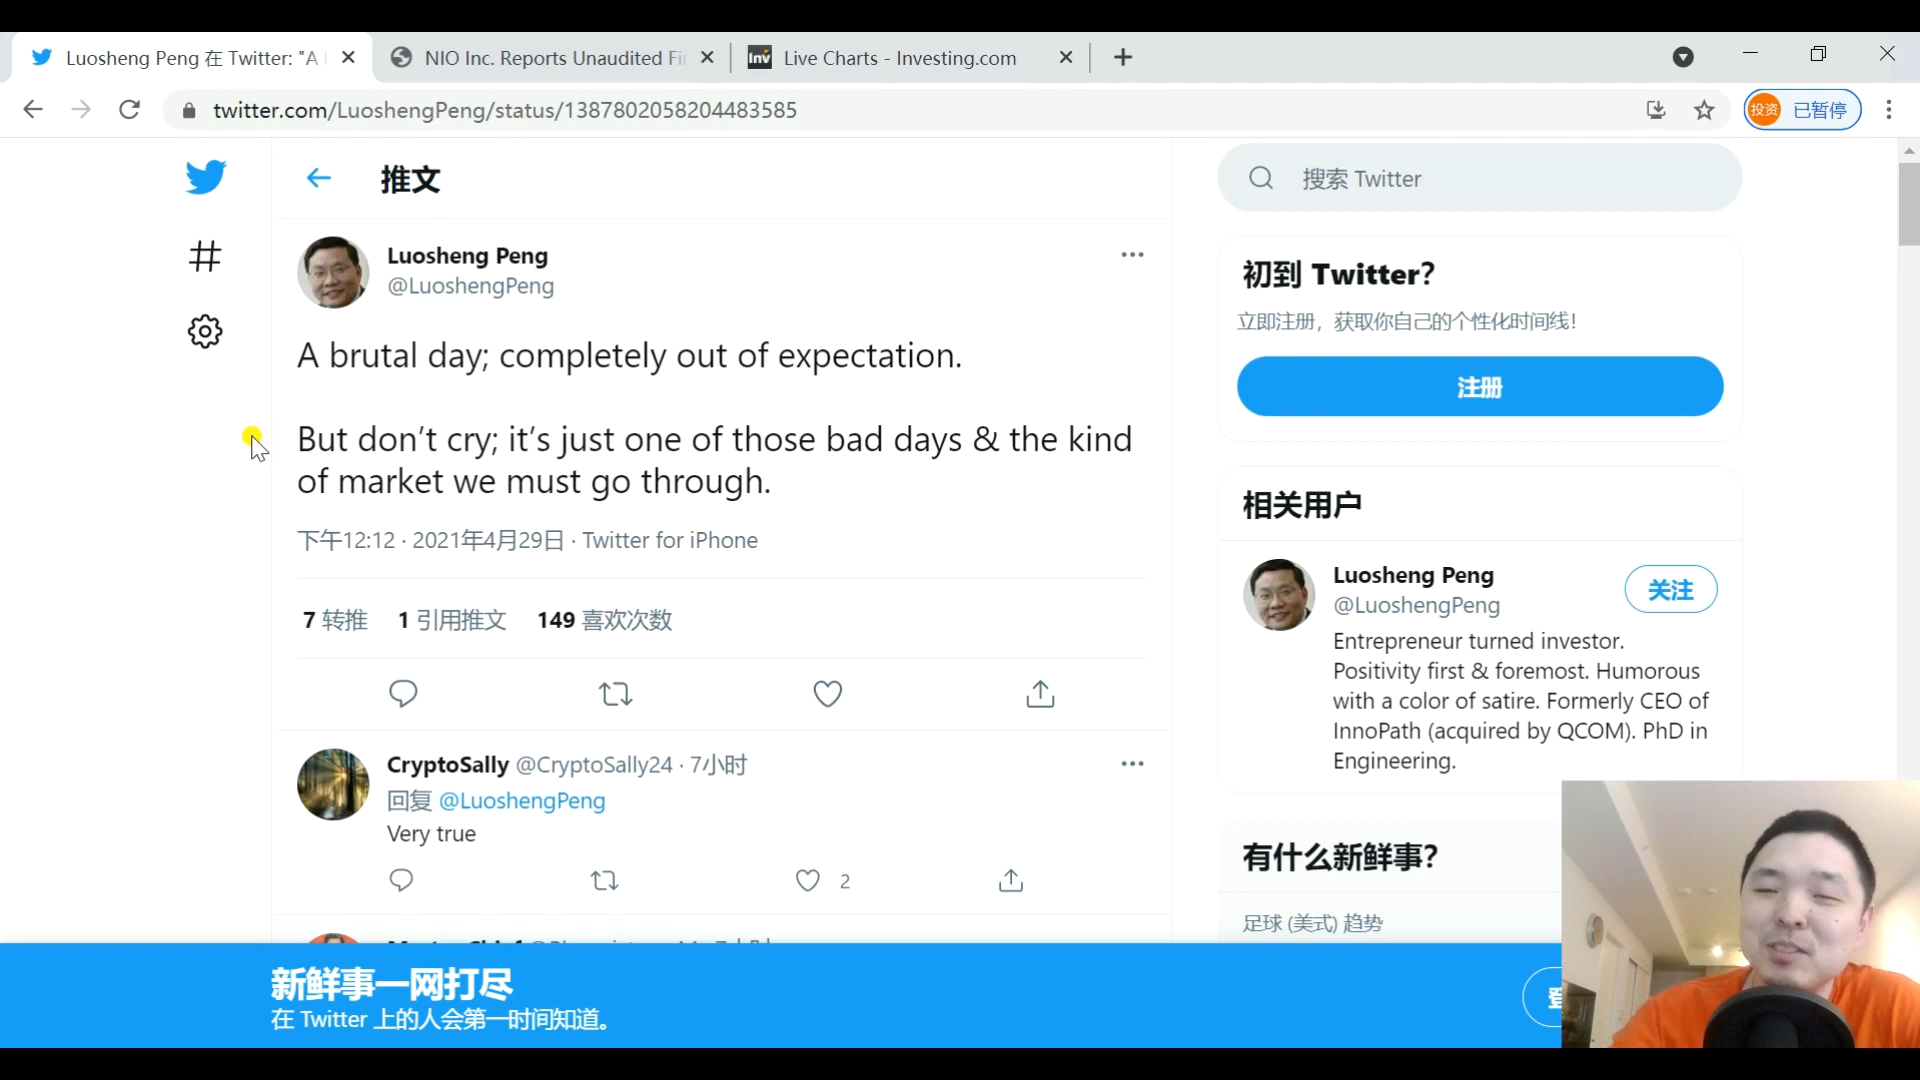 Luosheng Peng 在 Twitter: "A
NIO Inc. Reports Unaudited Fi
Inv
Live Charts - Investing.com
twitter.com/LuoshengPeng/status/1387802058204483585
投资 已暂停
推文
搜索 Twitter
Luosheng Peng
@LuoshengPeng
A brutal day; completely out of expectation.
But don’t cry; it’s just one of those bad days & the kind
of market we must go through.
下午12:12 · 2021年4月29日 · Twitter for iPhone
7 转推 1 引用推文 149 喜欢次数
CryptoSally @CryptoSally24 · 7小时
回复 @LuoshengPeng
Very true
2
初到 Twitter?
立即注册，获取你自己的个性化时间线！
注册
相关用户
Luosheng Peng
@LuoshengPeng
关注
Entrepreneur turned investor.
Positivity first & foremost. Humorous
with a color of satire. Formerly CEO of
InnoPath (acquired by QCOM). PhD in
Engineering.
有什么新鲜事?
足球 (美式) 趋势
新鲜事一网打尽
在 Twitter 上的人会第一时间知道。